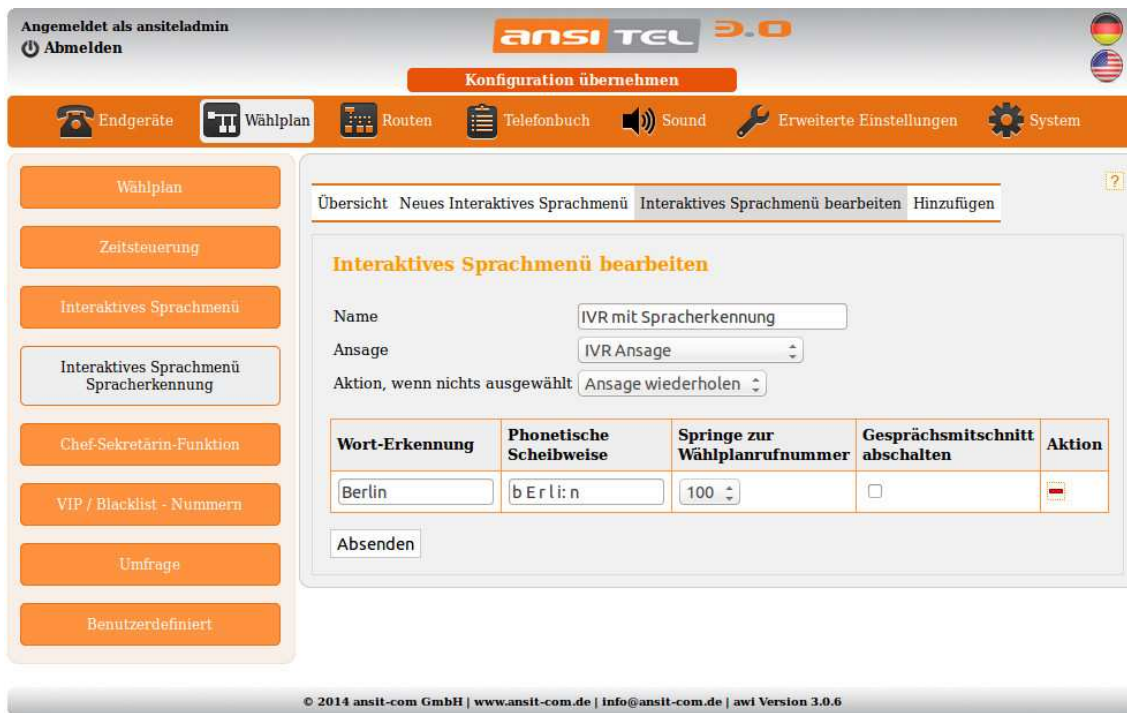 Angemeldet als ansiteladmin
Abmelden
ansi TEL 3.0
Konfiguration übernehmen
Endgeräte Wählplan Routen Telefonbuch Sound Erweiterte Einstellungen System
Wählplan
Zeitsteuerung
Interaktives Sprachmenü
Interaktives Sprachmenü
Spracherkennung
Chef-Sekretärin-Funktion
VIP / Blacklist - Nummern
Umfrage
Benutzerdefiniert
?
Übersicht Neues Interaktives Sprachmenü Interaktives Sprachmenü bearbeiten Hinzufügen
Interaktives Sprachmenü bearbeiten
Name IVR mit Spracherkennung
Ansage IVR Ansage
Aktion, wenn nichts ausgewählt Ansage wiederholen
Wort-Erkennung Phonetische Scheibweise Springe zur Wählplanrufnummer Gesprächsmitschnitt abschalten Aktion
Berlin b E r l i: n 100
Absenden
© 2014 ansit-com GmbH | www.ansit-com.de | info@ansit-com.de | awi Version 3.0.6